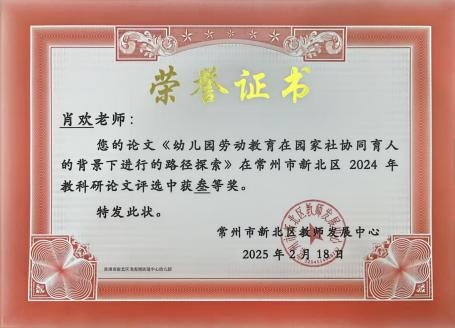 荣誉证书
肖欢老师：
您的论文《幼儿园劳动教育在园家社协同育人
的背景下进行的路径探索》在常州市新北区 2024 年
教科研论文评选中获叁等奖。
特发此状。
常州市新北区教师发展中心
2025 年 2 月 18 日